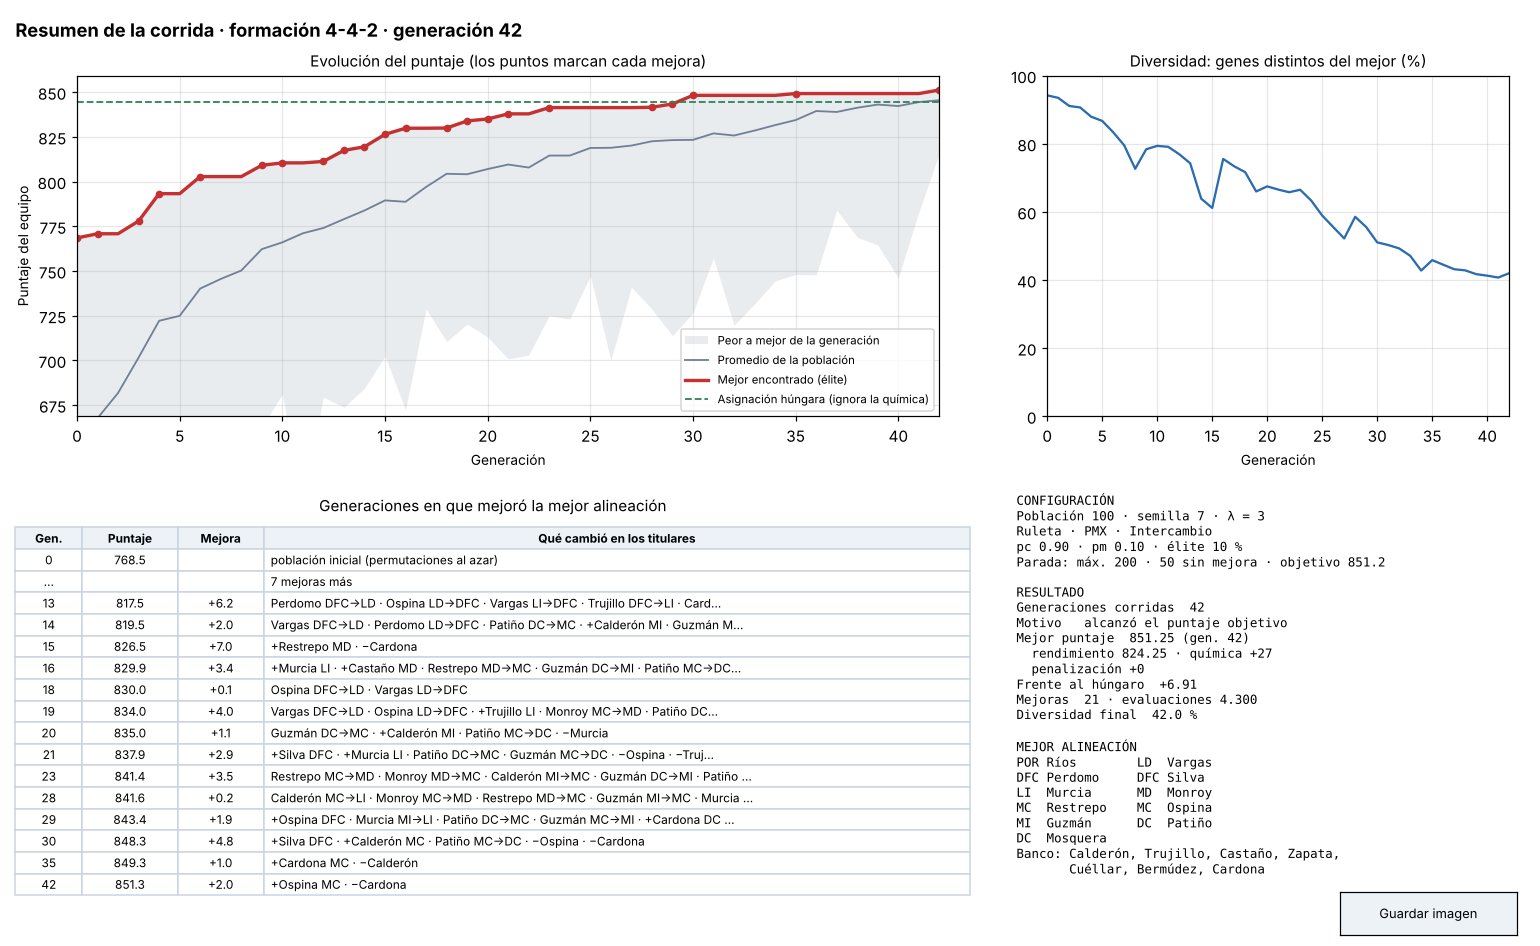 Resumen de la corrida · formación 4-4-2 · generación 42
Evolución del puntaje (los puntos marcan cada mejora)
Puntaje del equipo
850
825
800
775
750
725
700
675
0 5 10 15 20 25 30 35 40
Generación
Peor a mejor de la generación
Promedio de la población
Mejor encontrado (élite)
Asignación húngara (ignora la química)
Diversidad: genes distintos del mejor (%)
100
80
60
40
20
0
0 5 10 15 20 25 30 35 40
Generación
Generaciones en que mejoró la mejor alineación
Gen. Puntaje Mejora Qué cambió en los titulares
0 768.5 población inicial (permutaciones al azar)
... 7 mejoras más
13 817.5 +6.2 Perdomo DFC→LD · Ospina LD→DFC · Vargas LI→DFC · Trujillo DFC→LI · Card...
14 819.5 +2.0 Vargas DFC→LD · Perdomo LD→DFC · Patiño DC→MC · +Calderón MI · Guzmán M...
15 826.5 +7.0 +Restrepo MD · −Cardona
16 829.9 +3.4 +Murcia LI · +Castaño MD · Restrepo MD→MC · Guzmán DC→MI · Patiño MC→DC...
18 830.0 +0.1 Ospina DFC→LD · Vargas LD→DFC
19 834.0 +4.0 Vargas DFC→LD · Ospina LD→DFC · +Trujillo LI · Monroy MC→MD · Patiño DC...
20 835.0 +1.1 Guzmán DC→MC · +Calderón MI · Patiño MC→DC · −Murcia
21 837.9 +2.9 +Silva DFC · +Murcia LI · Patiño DC→MC · Guzmán MC→DC · −Ospina · −Truj...
23 841.4 +3.5 Restrepo MC→MD · Monroy MD→MC · Calderón MI→MC · Guzmán DC→MI · Patiño ...
28 841.6 +0.2 Calderón MC→LI · Monroy MC→MD · Restrepo MD→MC · Guzmán MI→MC · Murcia ...
29 843.4 +1.9 +Ospina DFC · Murcia MI→LI · Patiño DC→MC · Guzmán MC→MI · +Cardona DC ...
30 848.3 +4.8 +Silva DFC · +Calderón MC · Patiño MC→DC · −Ospina · −Cardona
35 849.3 +1.0 +Cardona MC · −Calderón
42 851.3 +2.0 +Ospina MC · −Cardona
CONFIGURACIÓN
Población 100 · semilla 7 · λ = 3
Ruleta · PMX · Intercambio
pc 0.90 · pm 0.10 · élite 10 %
Parada: máx. 200 · 50 sin mejora · objetivo 851.2
RESULTADO
Generaciones corridas 42
Motivo alcanzó el puntaje objetivo
Mejor puntaje 851.25 (gen. 42)
rendimiento 824.25 · química +27
penalización +0
Frente al húngaro +6.91
Mejoras 21 · evaluaciones 4.300
Diversidad final 42.0 %
MEJOR ALINEACIÓN
POR Ríos LD Vargas
DFC Perdomo DFC Silva
LI Murcia MD Monroy
MC Restrepo MC Ospina
MI Guzmán DC Patiño
DC Mosquera
Banco: Calderón, Trujillo, Castaño, Zapata,
Cuéllar, Bermúdez, Cardona
Guardar imagen